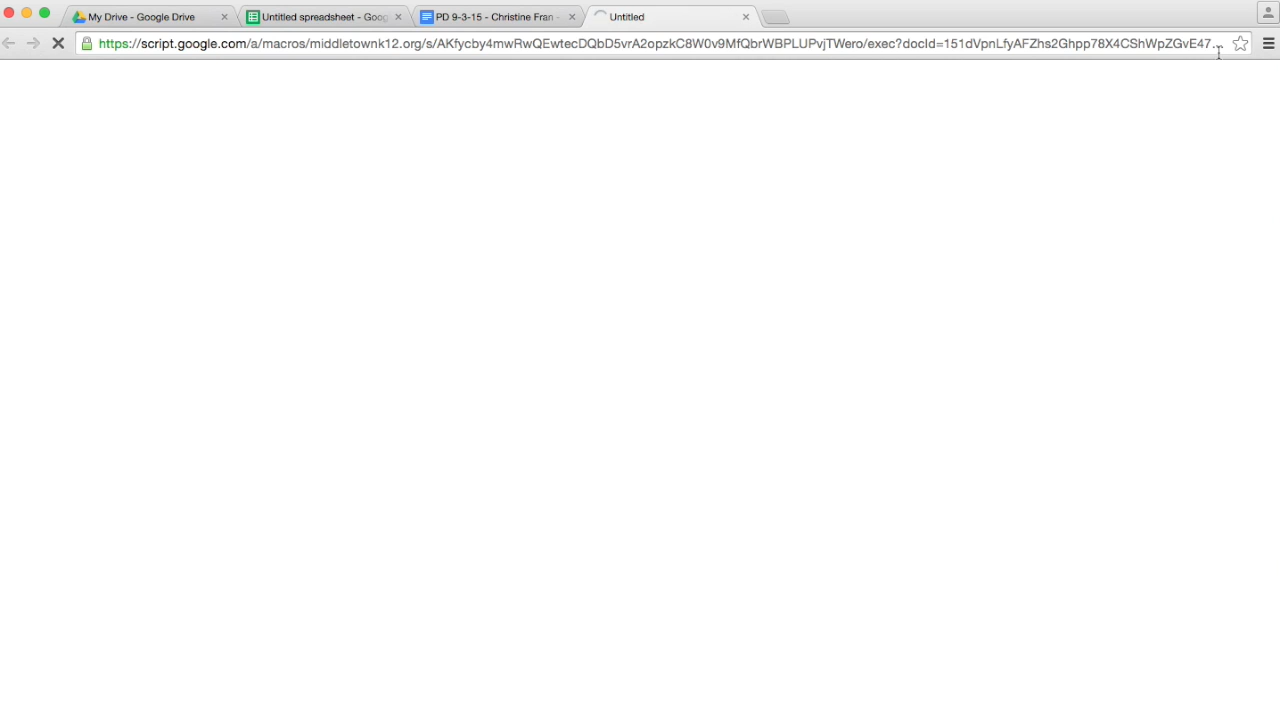 My Drive - Google Drive
Untitled spreadsheet - Goog
PD 9-3-15 - Christine Fran -
Untitled
https://script.google.com/a/macros/middletownk12.org/s/AKfycby4mwRwQEwtecDQbD5vrA2opzkC8W0v9MfQbrWBPLUPvjTWero/exec?docId=151dVpnLfyAFZhs2Ghpp78X4CShWpZGvE47...